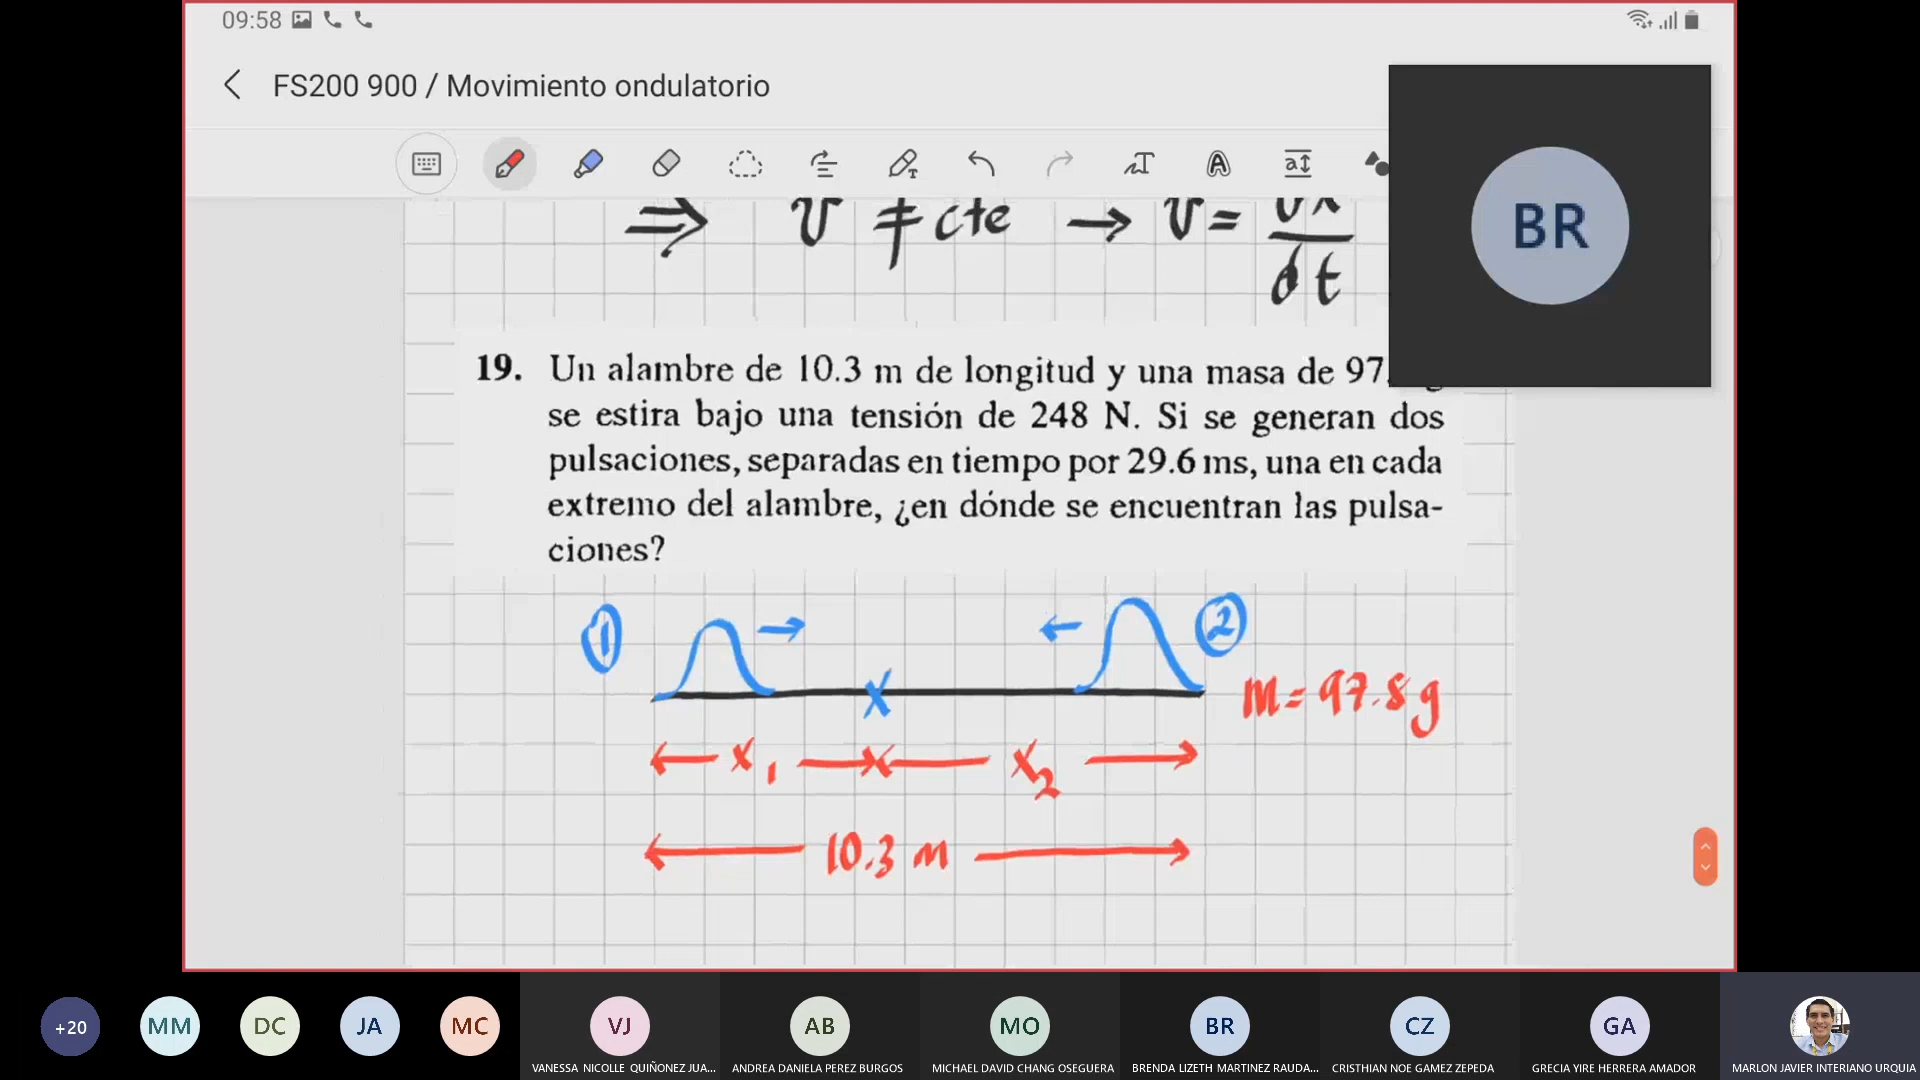 09:58
FS200 900 / Movimiento ondulatorio
⇒ v ≠ cte → v = dx/dt
BR
19. Un alambre de 10.3 m de longitud y una masa de 97.
se estira bajo una tensión de 248 N. Si se generan dos
pulsaciones, separadas en tiempo por 29.6 ms, una en cada
extremo del alambre, ¿en dónde se encuentran las pulsa-
ciones?
① → ← ②
x
m = 97.8 g
x₁ x₂
10.3 m
+20 MM DC JA MC VJ AB MO BR CZ GA
VANESSA NICOLLE QUIÑONEZ JUA... ANDREA DANIELA PEREZ BURGOS MICHAEL DAVID CHANG OSEGUERA BRENDA LIZETH MARTINEZ RAUDA... CRISTHIAN NOE GAMEZ ZEPEDA GRECIA YIRE HERRERA AMADOR MARLON JAVIER INTERIANO URQUIA